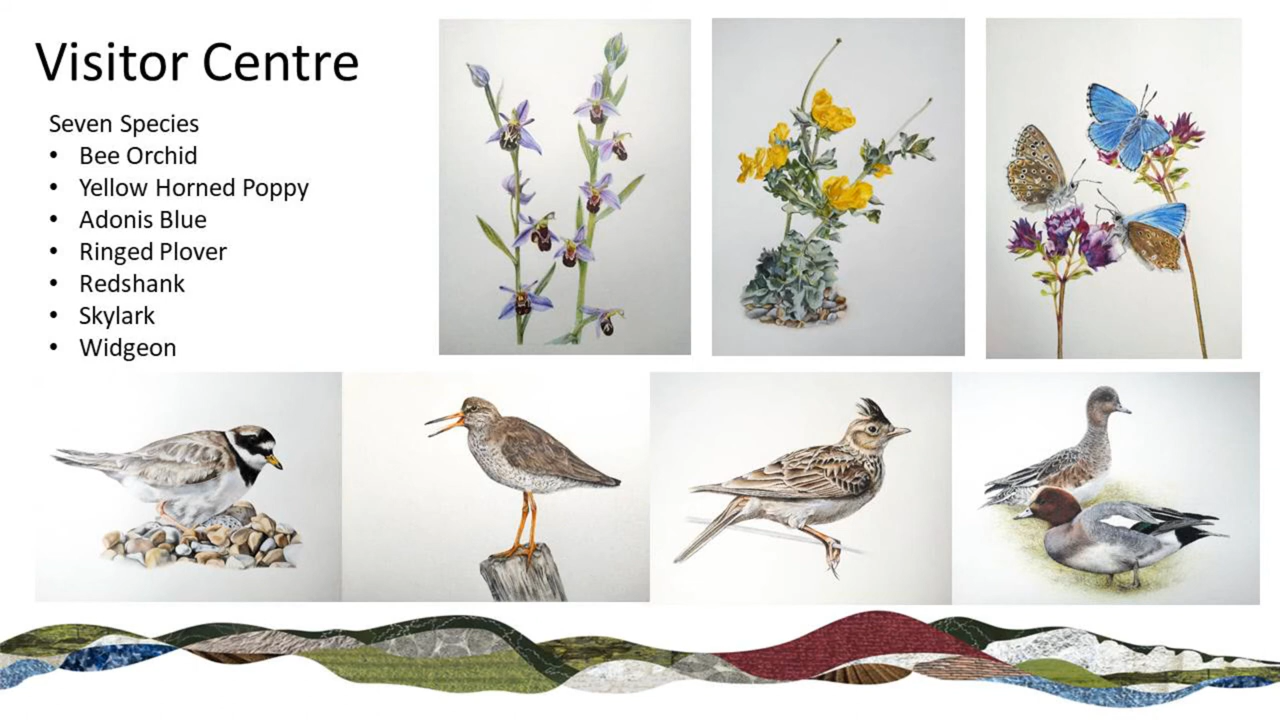 Visitor Centre
Seven Species
• Bee Orchid
• Yellow Horned Poppy
• Adonis Blue
• Ringed Plover
• Redshank
• Skylark
• Widgeon